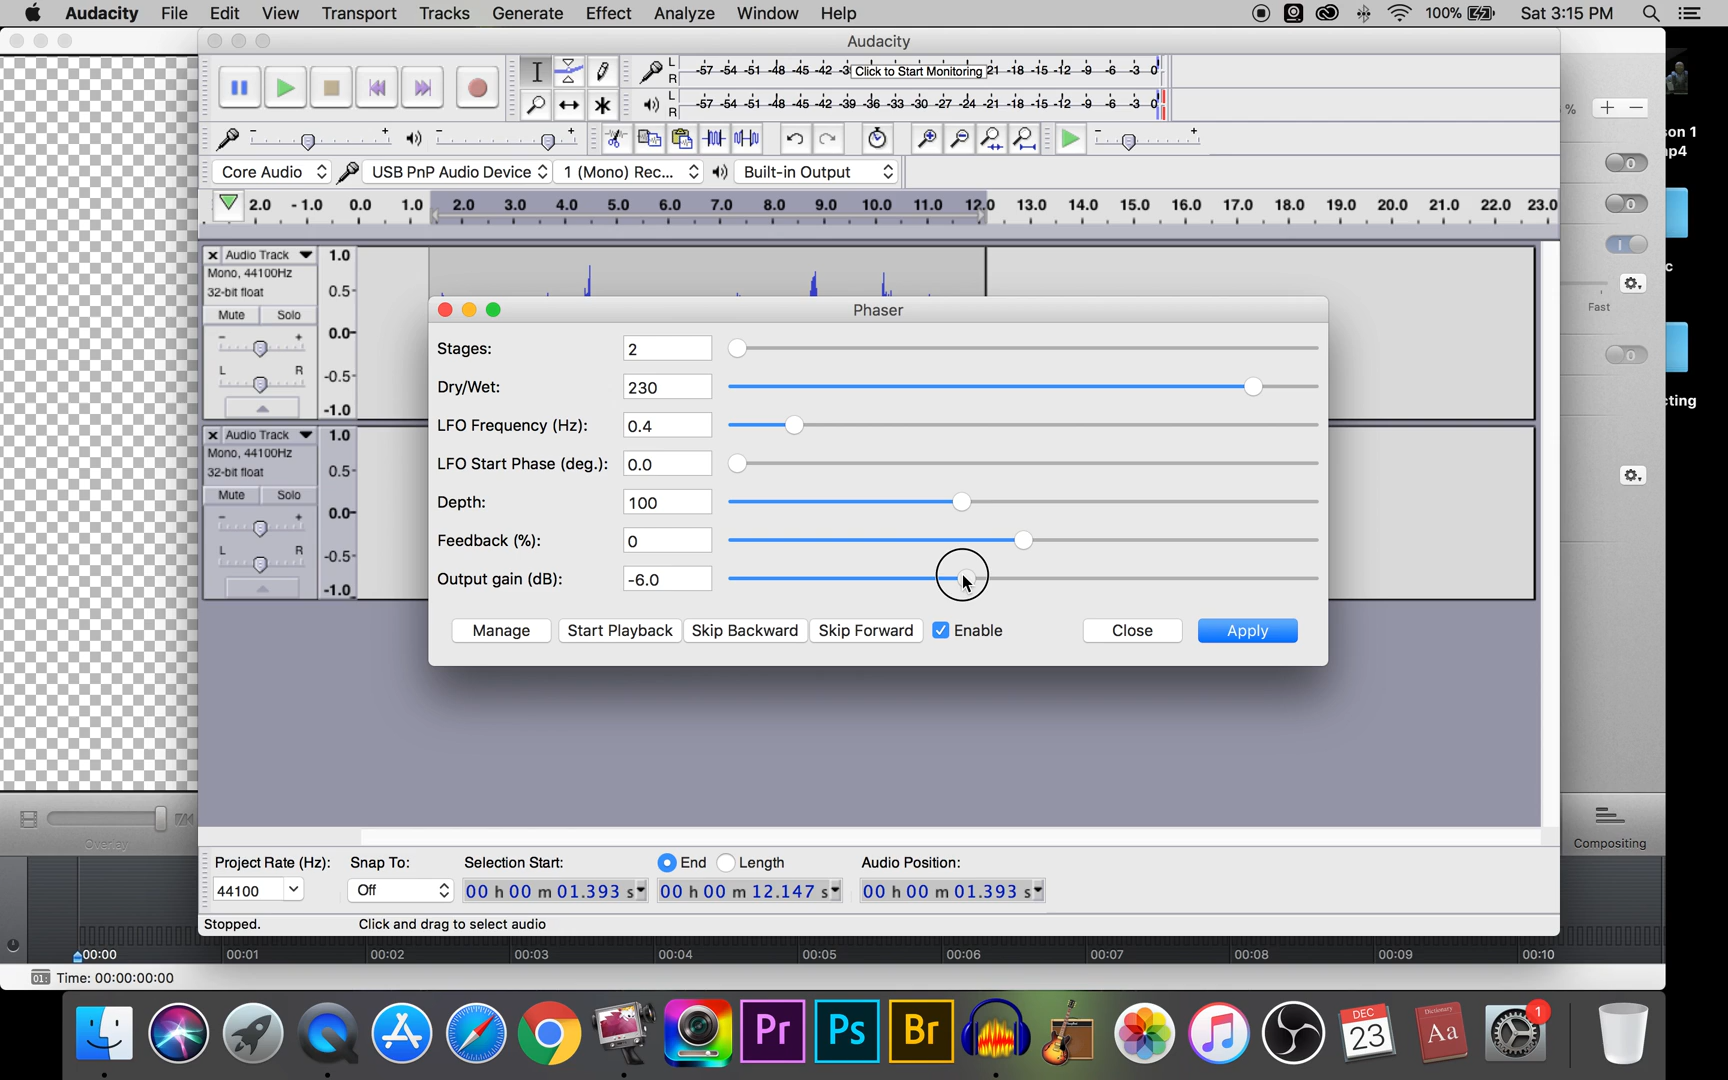 Audacity File Edit View Transport Tracks Generate Effect Analyze Window Help 100% Sat 3:15 PM
Audacity
L R -57 -54 -51 -48 -45 -42 Click to Start Monitoring 21 -18 -15 -12 -9 -6 -3 0
L R -57 -54 -51 -48 -45 -42 -39 -36 -33 -30 -27 -24 -21 -18 -15 -12 -9 -6 -3 0
Core Audio USB PnP Audio Device 1 (Mono) Rec... Built-in Output
2.0 -1.0 0.0 1.0 2.0 3.0 4.0 5.0 6.0 7.0 8.0 9.0 10.0 11.0 12.0 13.0 14.0 15.0 16.0 17.0 18.0 19.0 20.0 21.0 22.0 23.0
Audio Track 1.0
Mono, 44100Hz
32-bit float 0.5
Mute Solo
0.0
L R -0.5
-1.0
Audio Track 1.0
Mono, 44100Hz
32-bit float 0.5
Mute Solo
0.0
L R -0.5
-1.0
Phaser
Stages: 2
Dry/Wet: 230
LFO Frequency (Hz): 0.4
LFO Start Phase (deg.): 0.0
Depth: 100
Feedback (%): 0
Output gain (dB): -6.0
Manage Start Playback Skip Backward Skip Forward Enable Close Apply
%
son 1
p4
Fast
c
cting
Overlay
Compositing
Project Rate (Hz): Snap To: Selection Start: End Length Audio Position:
44100 Off 00 h 00 m 01.393 s 00 h 00 m 12.147 s 00 h 00 m 01.393 s
Stopped. Click and drag to select audio
00:00 00:01 00:02 00:03 00:04 00:05 00:06 00:07 00:08 00:09 00:10
01: Time: 00:00:00:00
Pr Ps Br DEC 23 Dictionary Aa 1